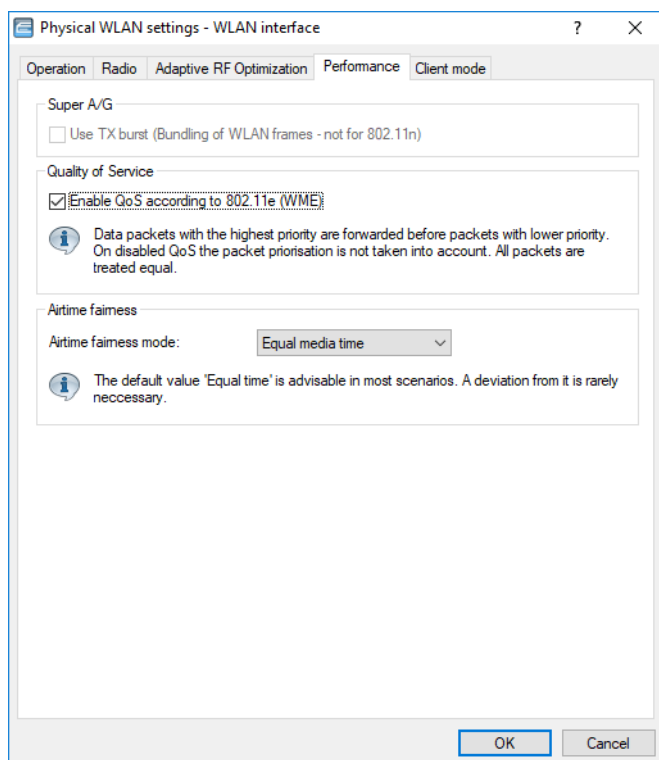 Physical WLAN settings - WLAN interface
Operation Radio Adaptive RF Optimization Performance Client mode
Super A/G
Use TX burst (Bundling of WLAN frames - not for 802.11n)
Quality of Service
Enable QoS according to 802.11e (WME)
Data packets with the highest priority are forwarded before packets with lower priority.
On disabled QoS the packet priorisation is not taken into account. All packets are
treated equal.
Airtime fairness
Airtime fairness mode: Equal media time
The default value 'Equal time' is advisable in most scenarios. A deviation from it is rarely
neccessary.
OK Cancel